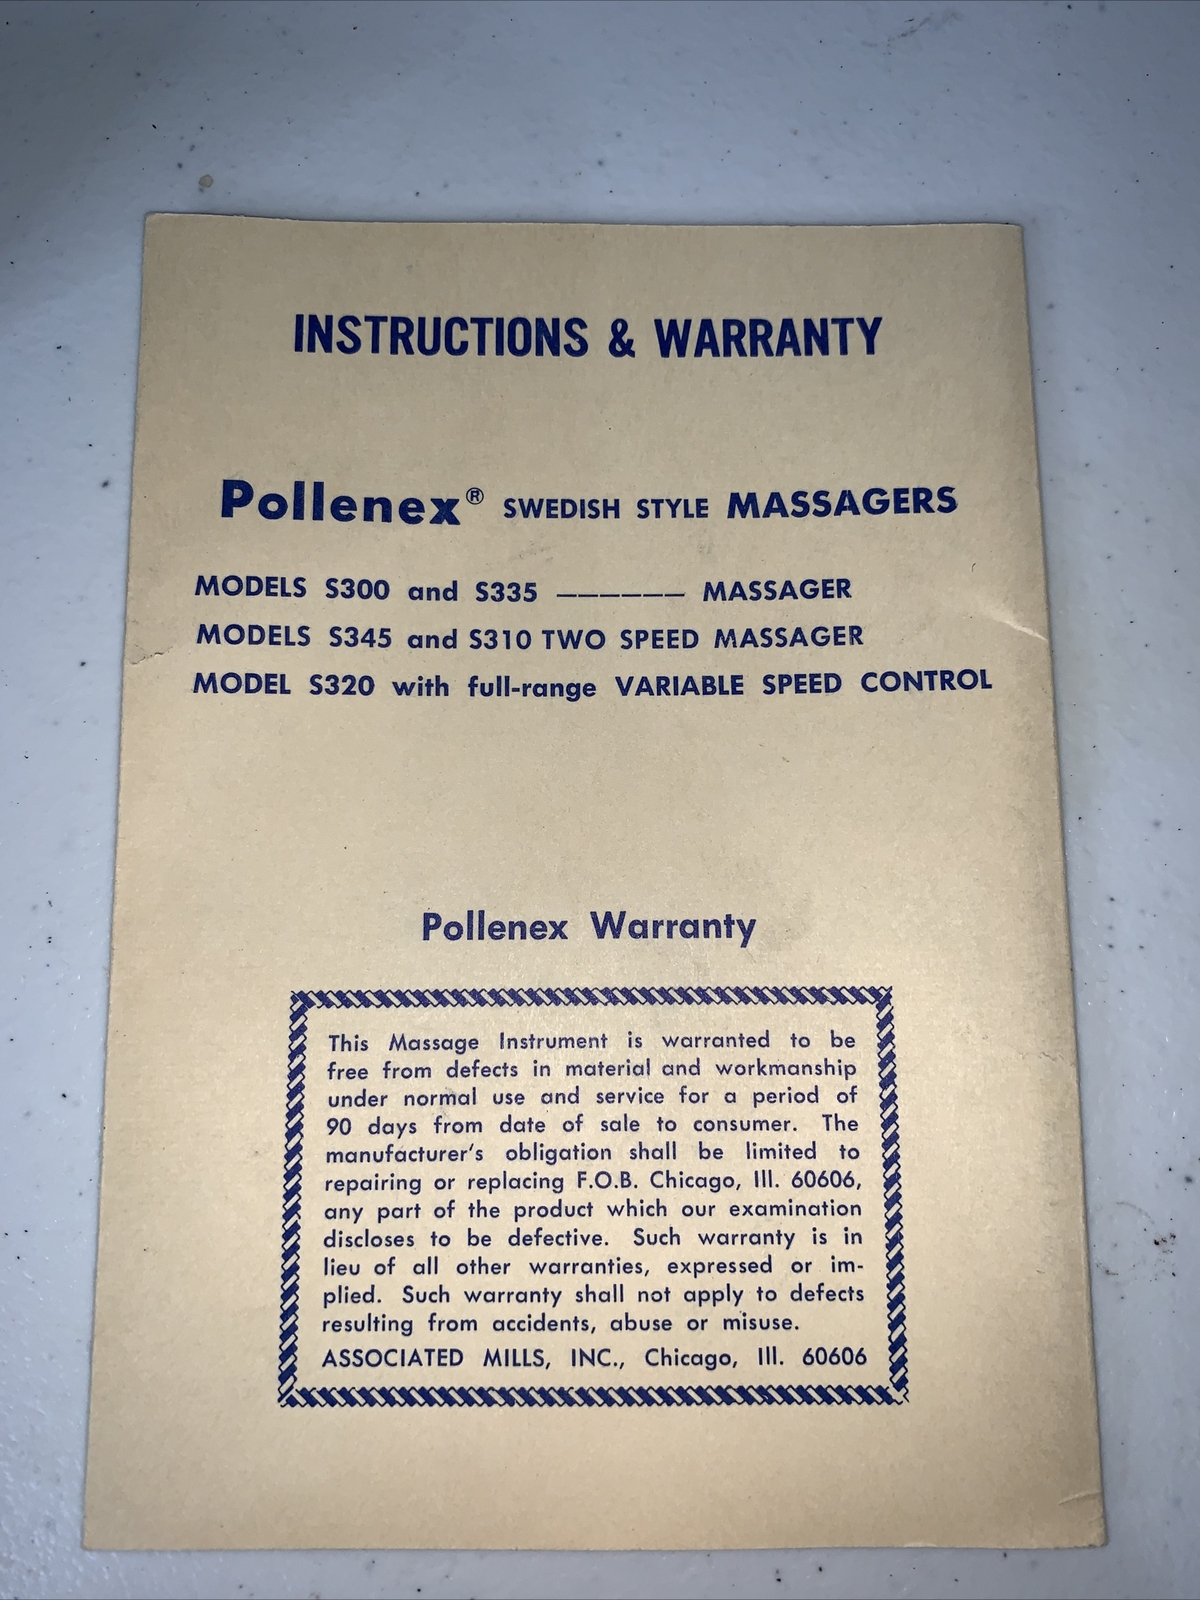 INSTRUCTIONS & WARRANTY
Pollenex® SWEDISH STYLE MASSAGERS
MODELS S300 and S335 —————— MASSAGER
MODELS S345 and S310 TWO SPEED MASSAGER
MODEL S320 with full-range VARIABLE SPEED CONTROL
Pollenex Warranty
This Massage Instrument is warranted to be
free from defects in material and workmanship
under normal use and service for a period of
90 days from date of sale to consumer. The
manufacturer's obligation shall be limited to
repairing or replacing F.O.B. Chicago, Ill. 60606,
any part of the product which our examination
discloses to be defective. Such warranty is in
lieu of all other warranties, expressed or im-
plied. Such warranty shall not apply to defects
resulting from accidents, abuse or misuse.
ASSOCIATED MILLS, INC., Chicago, Ill. 60606